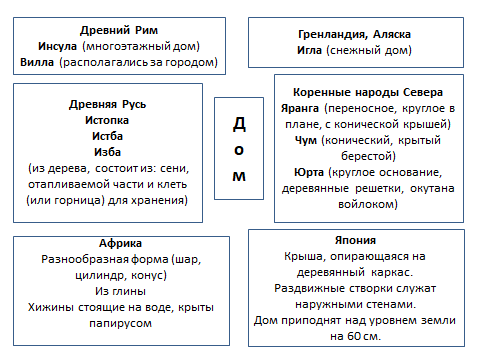 Древний Рим
Инсула (многоэтажный дом)
Вилла (располагались за городом)
Гренландия, Аляска
Игла (снежный дом)
Древняя Русь
Истопка
Истба
Изба
(из дерева, состоит из: сени,
отапливаемой части и клеть
(или горница) для хранения)
Д
о
м
Коренные народы Севера
Яранга (переносное, круглое в
плане, с конической крышей)
Чум (конический, крытый
берестой)
Юрта (круглое основание,
деревянные решетки, окутана
войлоком)
Африка
Разнообразная форма (шар,
цилиндр, конус)
Из глины
Хижины стоящие на воде, крыты
папирусом
Япония
Крыша, опирающаяся на
деревянный каркас.
Раздвижные створки служат
наружными стенами.
Дом приподнят над уровнем земли
на 60 см.